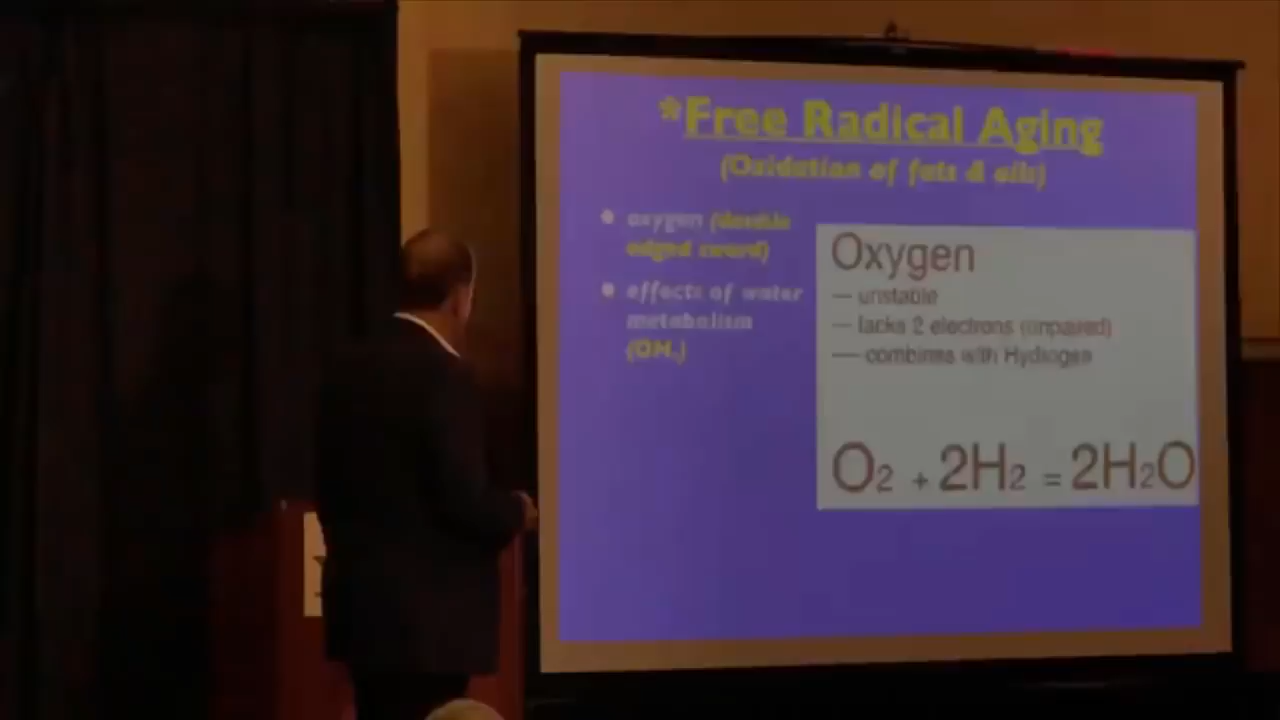 *Free Radical Aging
(Oxidation of fats & oils)
• oxygen (double
edged sword)
• effects of water
metabolism
(OH.)
Oxygen
— unstable
— lacks 2 electrons (unpaired)
— combines with Hydrogen
O₂ + 2H₂ = 2H₂O